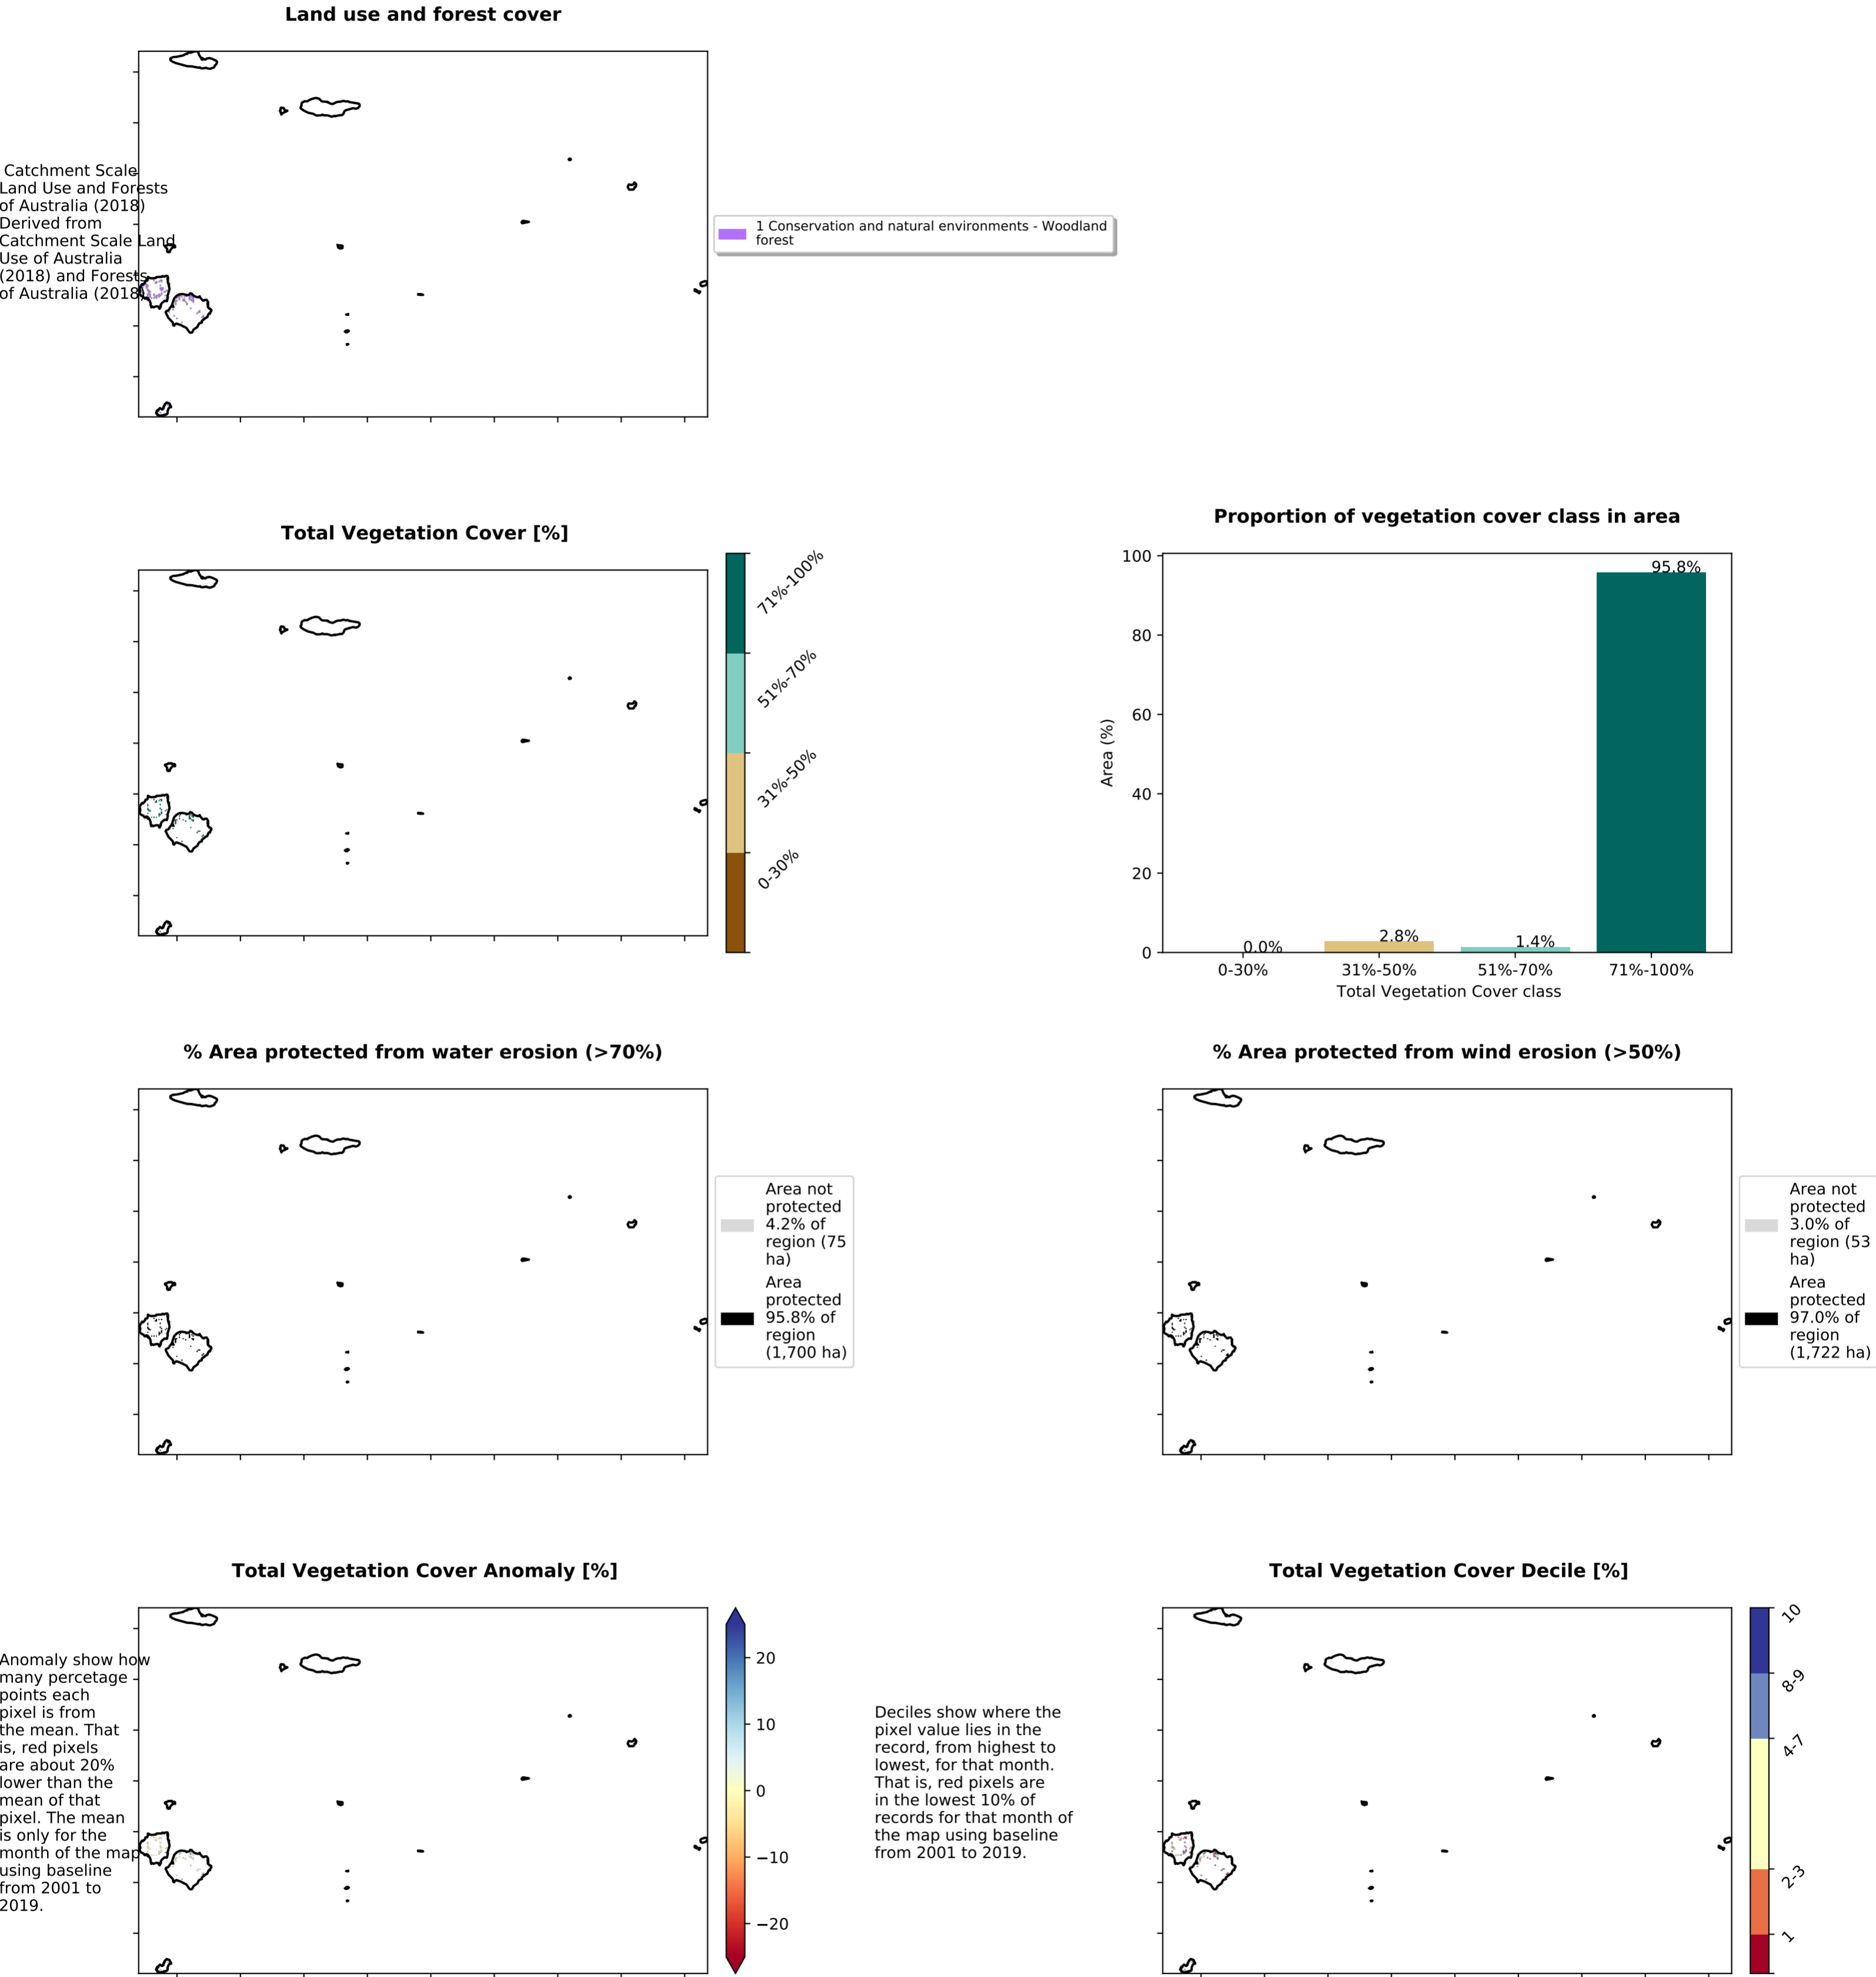 Land use and forest cover
Catchment Scale
Land Use and Forests
of Australia (2018)
Derived from
Catchment Scale Land
Use of Australia
(2018) and Forests
of Australia (2018)
1 Conservation and natural environments - Woodland
forest
Total Vegetation Cover [%]
71%-100%
51%-70%
31%-50%
0-30%
Proportion of vegetation cover class in area
100
80
60
40
20
0
Area (%)
0.0%
2.8%
1.4%
95.8%
0-30%
31%-50%
51%-70%
71%-100%
Total Vegetation Cover class
% Area protected from water erosion (>70%)
Area not
protected
4.2% of
region (75
ha)
Area
protected
95.8% of
region
(1,700 ha)
% Area protected from wind erosion (>50%)
Area not
protected
3.0% of
region (53
ha)
Area
protected
97.0% of
region
(1,722 ha)
Total Vegetation Cover Anomaly [%]
Anomaly show how
many percetage
points each
pixel is from
the mean. That
is, red pixels
are about 20%
lower than the
mean of that
pixel. The mean
is only for the
month of the map
using baseline
from 2001 to
2019.
20
10
0
−10
−20
Total Vegetation Cover Decile [%]
Deciles show where the
pixel value lies in the
record, from highest to
lowest, for that month.
That is, red pixels are
in the lowest 10% of
records for that month of
the map using baseline
from 2001 to 2019.
10
8-9
4-7
2-3
1